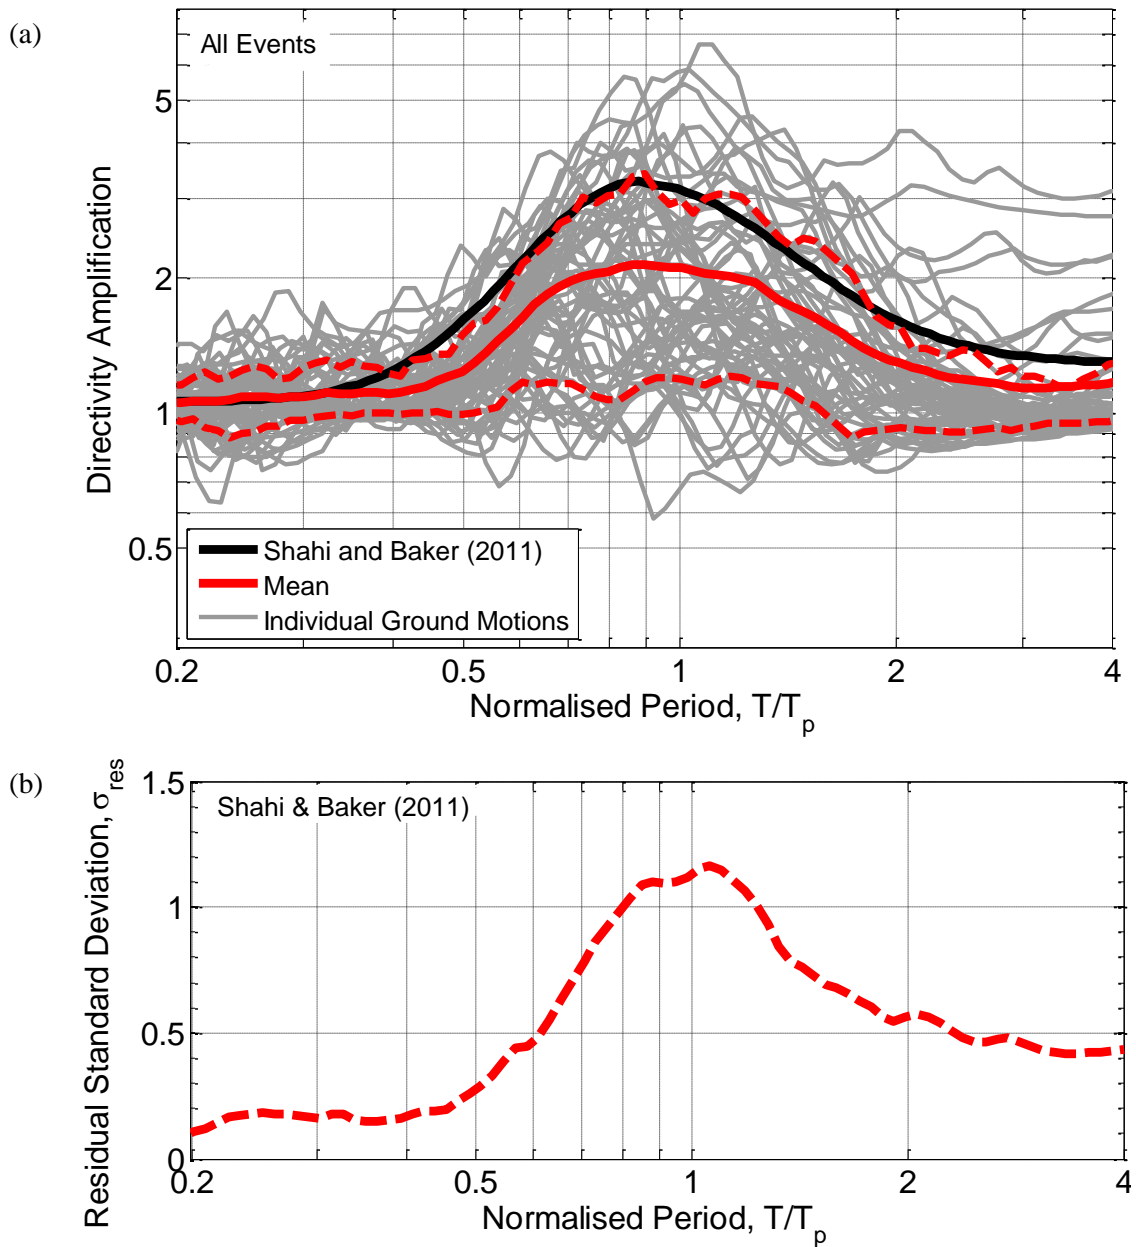 (a)
All Events
Directivity Amplification
5
2
1
0.5
Shahi and Baker (2011)
Mean
Individual Ground Motions
0.2 0.5 1 2 4
Normalised Period, T/Tp
(b)
Shahi & Baker (2011)
Residual Standard Deviation, σres
1.5
1
0.5
0
0.2 0.5 1 2 4
Normalised Period, T/Tp